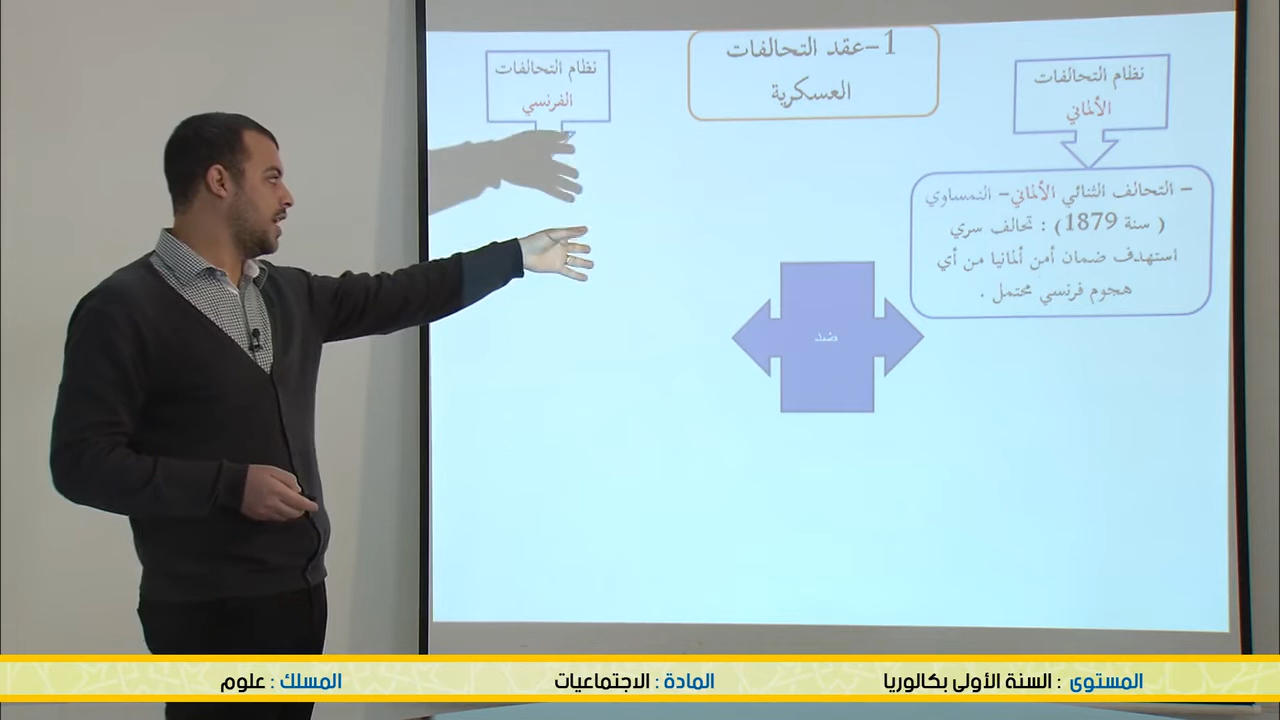 1-عقد التحالفات
العسكرية
نظام التحالفات
الألماني
نظام التحالفات
الفرنسي
- التحالف الثنائي الألماني- النمساوي
( سنة 1879) : تحالف سري
استهدف ضمان أمن ألمانيا من أي
هجوم فرنسي محتمل .
ضد
المستوى : السنة الأولى بكالوريا
المادة : الاجتماعيات
المسلك : علوم